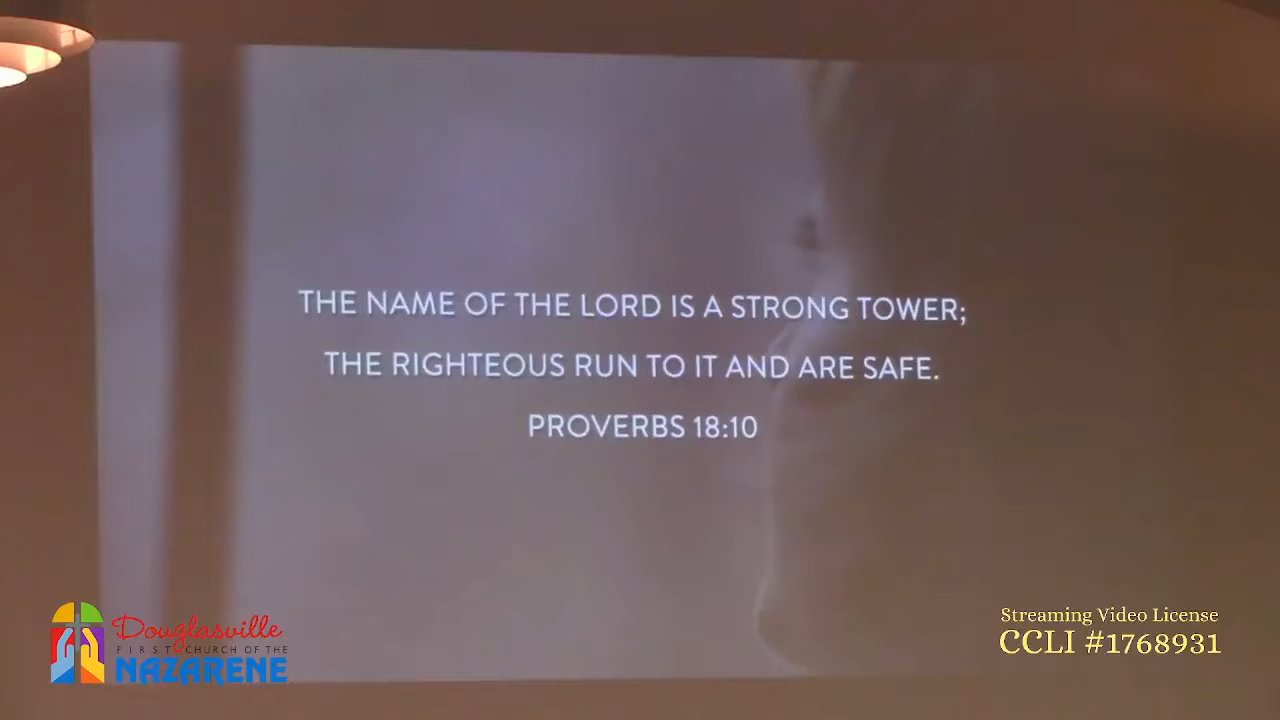 THE NAME OF THE LORD IS A STRONG TOWER;
THE RIGHTEOUS RUN TO IT AND ARE SAFE.
PROVERBS 18:10
Douglasville
FIRST CHURCH OF THE
NAZARENE
Streaming Video License
CCLI #1768931